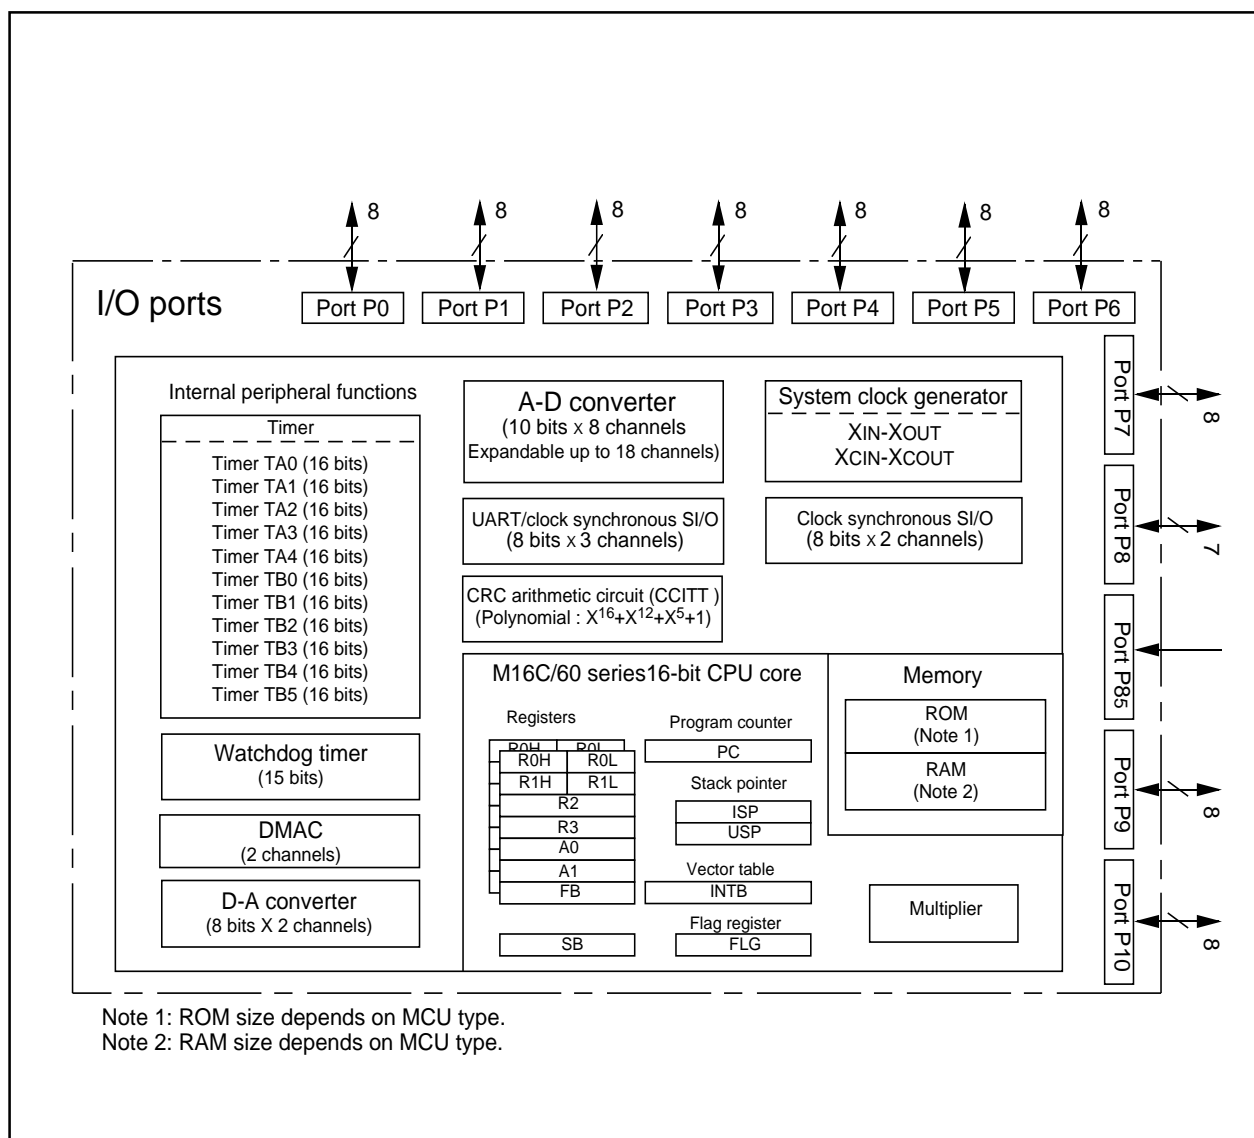 8 8 8 8 8 8 8
I/O ports
Port P0 Port P1 Port P2 Port P3 Port P4 Port P5 Port P6
Internal peripheral functions
Timer
Timer TA0 (16 bits)
Timer TA1 (16 bits)
Timer TA2 (16 bits)
Timer TA3 (16 bits)
Timer TA4 (16 bits)
Timer TB0 (16 bits)
Timer TB1 (16 bits)
Timer TB2 (16 bits)
Timer TB3 (16 bits)
Timer TB4 (16 bits)
Timer TB5 (16 bits)
Watchdog timer
(15 bits)
DMAC
(2 channels)
D-A converter
(8 bits X 2 channels)
A-D converter
(10 bits x 8 channels
Expandable up to 18 channels)
UART/clock synchronous SI/O
(8 bits x 3 channels)
CRC arithmetic circuit (CCITT )
(Polynomial : X16+X12+X5+1)
System clock generator
XIN-XOUT
XCIN-XCOUT
Clock synchronous SI/O
(8 bits x 2 channels)
M16C/60 series16-bit CPU core
Registers
R0H R0L
R0H R0L
R1H R1L
R2
R3
A0
A1
FB
SB
Program counter
PC
Stack pointer
ISP
USP
Vector table
INTB
Flag register
FLG
Memory
ROM
(Note 1)
RAM
(Note 2)
Multiplier
Port P7
8
Port P8
7
Port P85
Port P9
8
Port P10
8
Note 1: ROM size depends on MCU type.
Note 2: RAM size depends on MCU type.